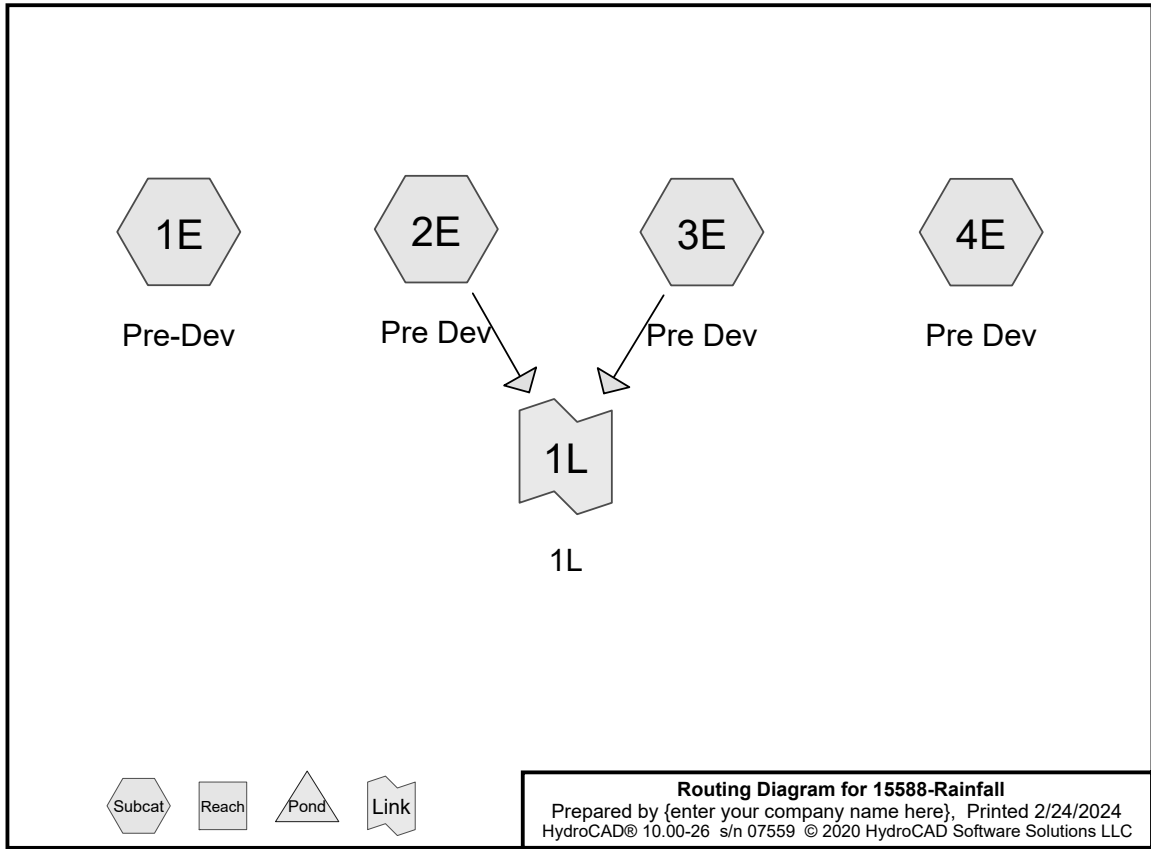 1E
2E
3E
4E
Pre-Dev
Pre Dev
Pre Dev
Pre Dev
1L
1L
Subcat
Reach
Pond
Link
Routing Diagram for 15588-Rainfall
Prepared by {enter your company name here}, Printed 2/24/2024
HydroCAD® 10.00-26 s/n 07559 © 2020 HydroCAD Software Solutions LLC